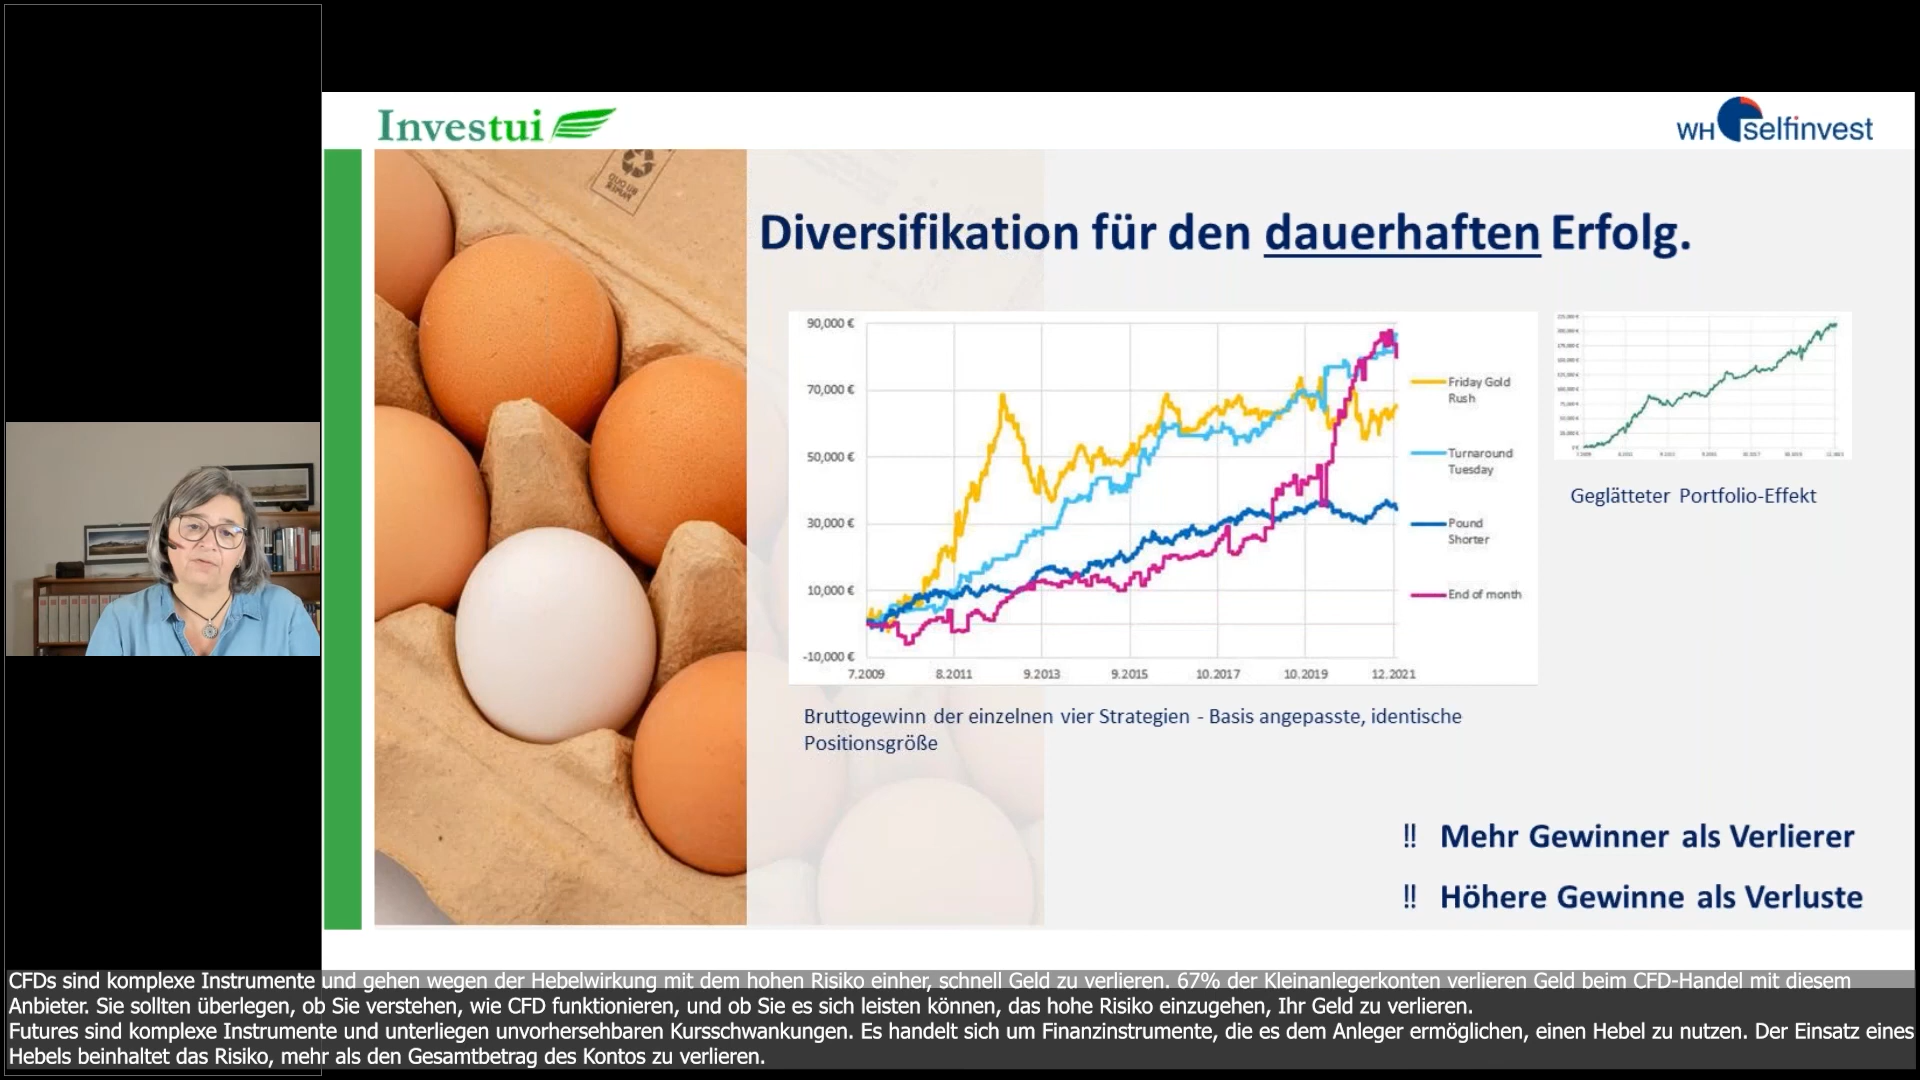 Investui
WH selfinvest
Diversifikation für den dauerhaften Erfolg.
90,000 €
70,000 €
50,000 €
30,000 €
10,000 €
-10,000 €
7.2009 8.2011 9.2013 9.2015 10.2017 10.2019 12.2021
Friday Gold
Rush
Turnaround
Tuesday
Pound
Shorter
End of month
Geglätteter Portfolio-Effekt
Bruttogewinn der einzelnen vier Strategien - Basis angepasste, identische
Positionsgröße
!! Mehr Gewinner als Verlierer
!! Höhere Gewinne als Verluste
CFDs sind komplexe Instrumente und gehen wegen der Hebelwirkung mit dem hohen Risiko einher, schnell Geld zu verlieren. 67% der Kleinanlegerkonten verlieren Geld beim CFD-Handel mit diesem
Anbieter. Sie sollten überlegen, ob Sie verstehen, wie CFD funktionieren, und ob Sie es sich leisten können, das hohe Risiko einzugehen, Ihr Geld zu verlieren.
Futures sind komplexe Instrumente und unterliegen unvorhersehbaren Kursschwankungen. Es handelt sich um Finanzinstrumente, die es dem Anleger ermöglichen, einen Hebel zu nutzen. Der Einsatz eines
Hebels beinhaltet das Risiko, mehr als den Gesamtbetrag des Kontos zu verlieren.